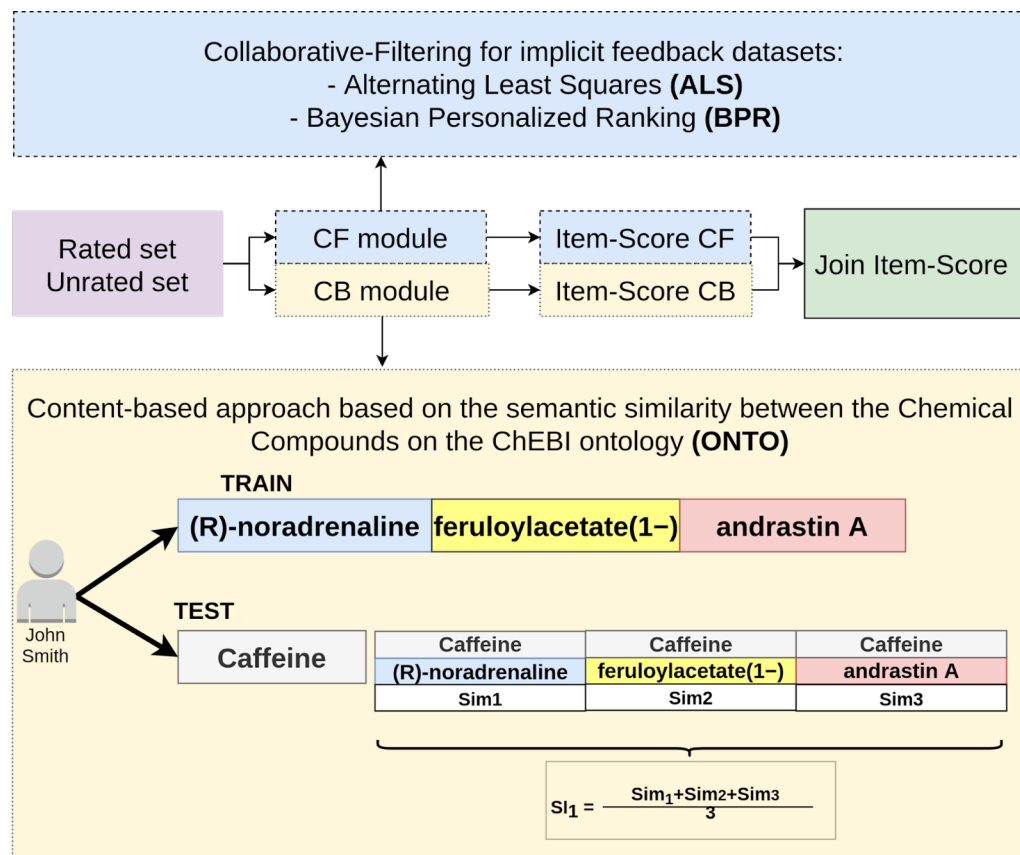 Collaborative-Filtering for implicit feedback datasets:
- Alternating Least Squares (ALS)
- Bayesian Personalized Ranking (BPR)
Rated set
Unrated set
CF module
CB module
Item-Score CF
Item-Score CB
Join Item-Score
Content-based approach based on the semantic similarity between the Chemical
Compounds on the ChEBI ontology (ONTO)
TRAIN
(R)-noradrenaline feruloylacetate(1−) andrastin A
John
Smith
TEST
Caffeine
Caffeine Caffeine Caffeine
(R)-noradrenaline feruloylacetate(1−) andrastin A
Sim1 Sim2 Sim3
SI1 = Sim1+Sim2+Sim3
3